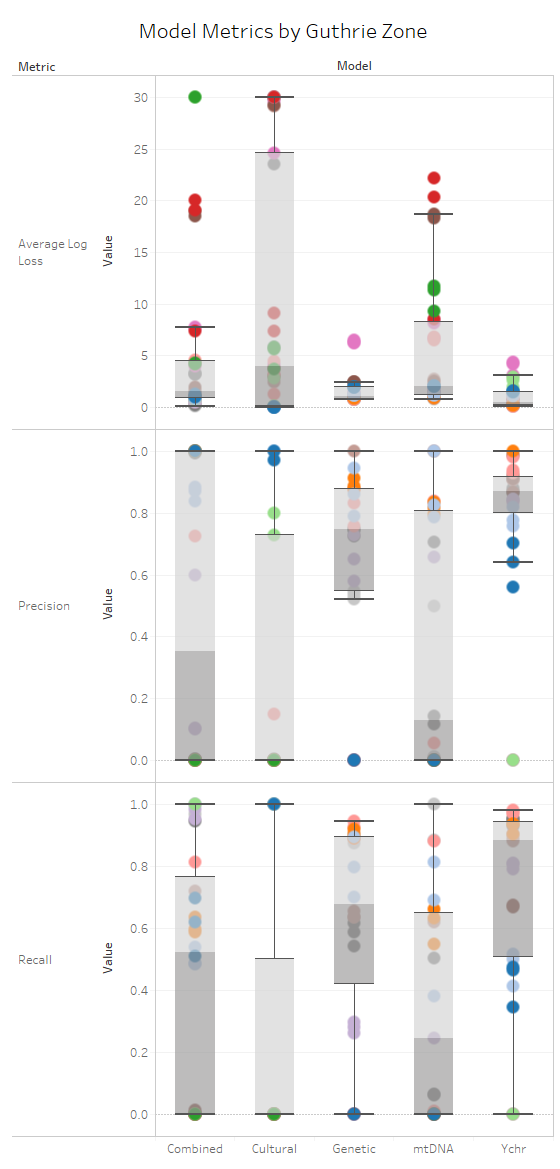 Model Metrics by Guthrie Zone
Metric
Model
30
25
20
15
10
5
0
Average Log
Loss
Value
1.0
0.8
0.6
0.4
0.2
0.0
Precision
Value
1.0
0.8
0.6
0.4
0.2
0.0
Recall
Value
Combined Cultural Genetic mtDNA Ychr